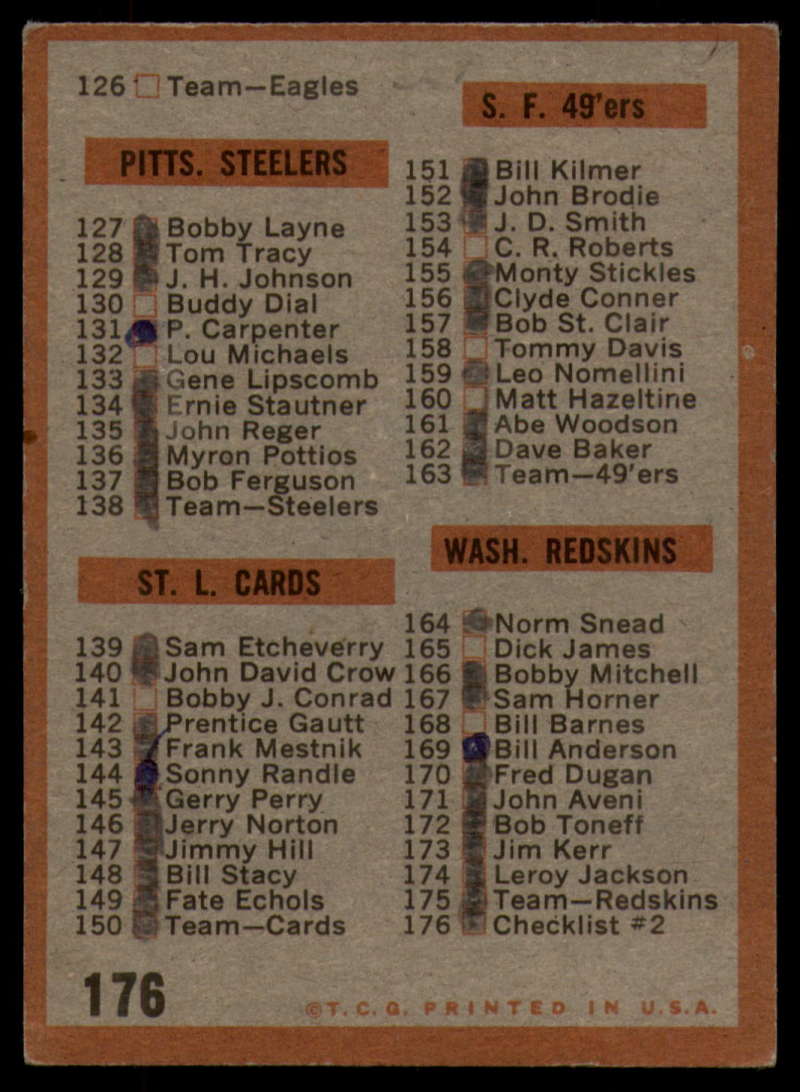 126 Team—Eagles
PITTS. STEELERS
127 Bobby Layne
128 Tom Tracy
129 J. H. Johnson
130 Buddy Dial
131 P. Carpenter
132 Lou Michaels
133 Gene Lipscomb
134 Ernie Stautner
135 John Reger
136 Myron Pottios
137 Bob Ferguson
138 Team—Steelers
ST. L. CARDS
139 Sam Etcheverry
140 John David Crow
141 Bobby J. Conrad
142 Prentice Gautt
143 Frank Mestnik
144 Sonny Randle
145 Gerry Perry
146 Jerry Norton
147 Jimmy Hill
148 Bill Stacy
149 Fate Echols
150 Team—Cards
S. F. 49'ers
151 Bill Kilmer
152 John Brodie
153 J. D. Smith
154 C. R. Roberts
155 Monty Stickles
156 Clyde Conner
157 Bob St. Clair
158 Tommy Davis
159 Leo Nomellini
160 Matt Hazeltine
161 Abe Woodson
162 Dave Baker
163 Team—49'ers
WASH. REDSKINS
164 Norm Snead
165 Dick James
166 Bobby Mitchell
167 Sam Horner
168 Bill Barnes
169 Bill Anderson
170 Fred Dugan
171 John Aveni
172 Bob Toneff
173 Jim Kerr
174 Leroy Jackson
175 Team—Redskins
176 Checklist #2
176
©T.C.G. PRINTED IN U.S.A.